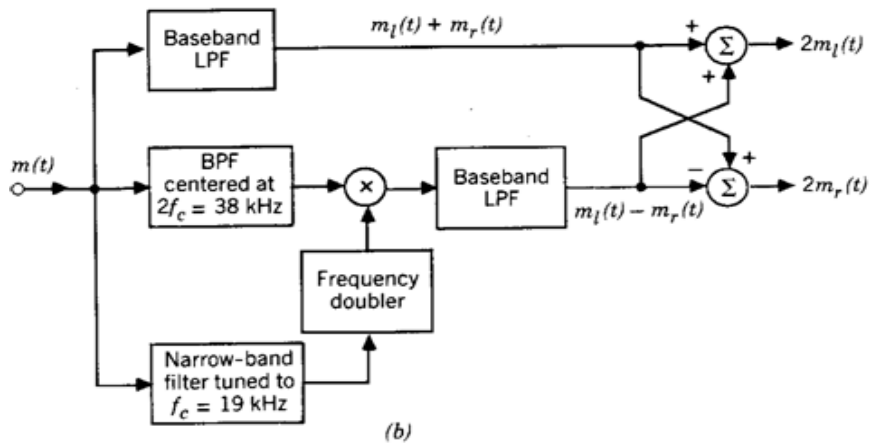 Baseband
LPF
m_l(t) + m_r(t)
+
Σ
2m_l(t)
+
m(t)
BPF
centered at
2f_c = 38 kHz
×
Baseband
LPF
m_l(t) − m_r(t)
−
+
Σ
2m_r(t)
Frequency
doubler
Narrow-band
filter tuned to
f_c = 19 kHz
(b)